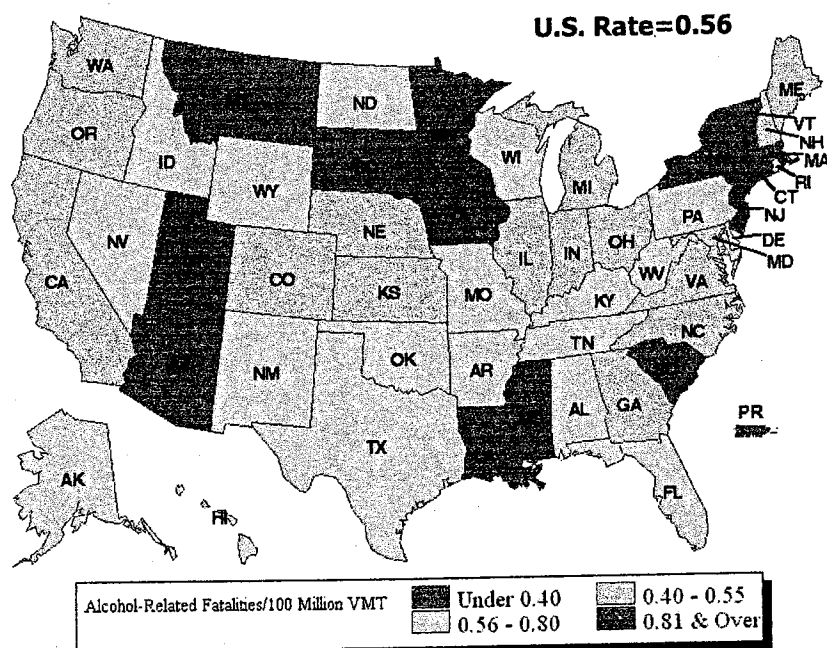 U.S. Rate=0.56
WA
ND
ME
VT
OR
NH
ID
WI
MA
WY
MI
CT
PA
NJ
NE
NV
IL
IN
OH
DE
MD
CA
CO
WV
VA
KS
MO
KY
NC
TN
OK
NM
AR
AL
GA
PR
TX
AK
FL
Alcohol-Related Fatalities/100 Million VMT
Under 0.40
0.40 - 0.55
0.56 - 0.80
0.81 & Over